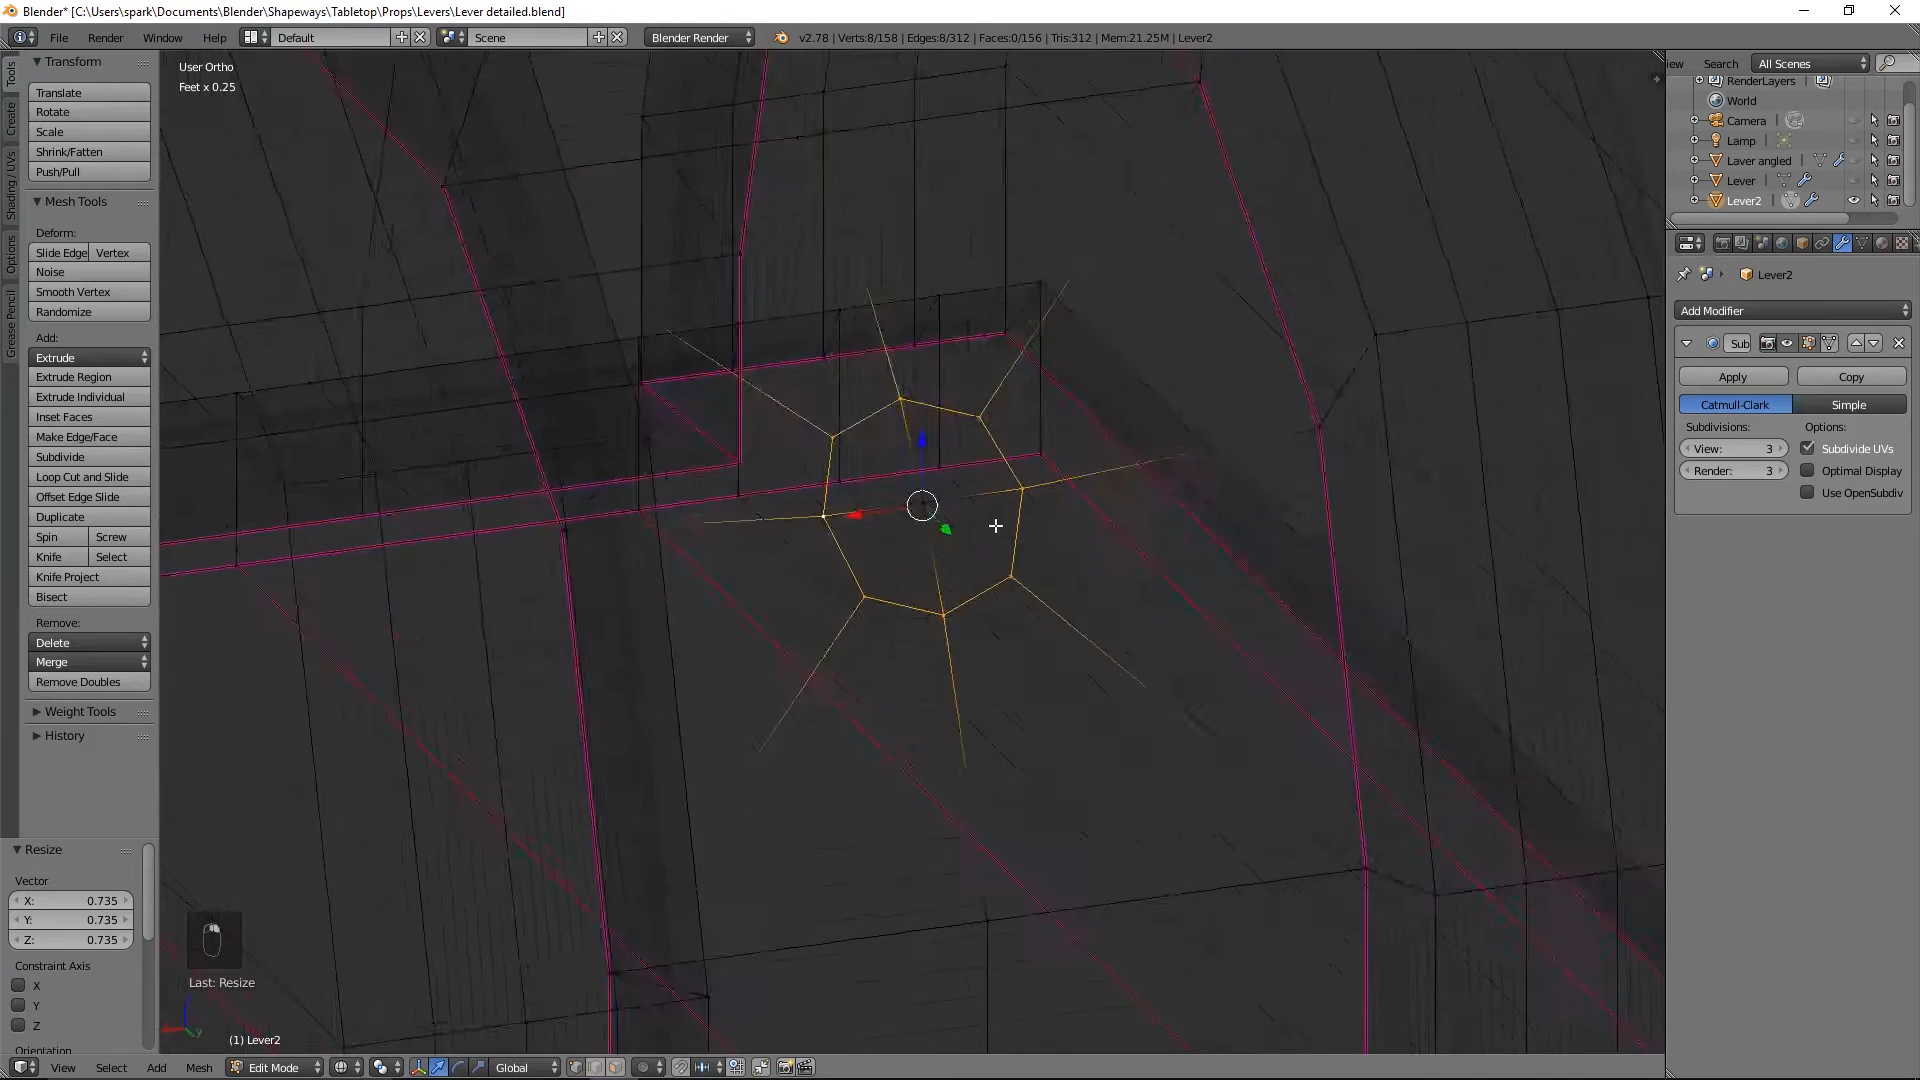 Blender* [C:\Users\spark\Documents\Blender\Shapeways\Tabletop\Props\Levers\Lever detailed.blend]
File Render Window Help Default Scene Blender Render v2.78 | Verts:8/158 | Edges:8/312 | Faces:0/156 | Tris:312 | Mem:21.25M | Lever2
Tools
Create
Shading / UVs
Options
Grease Pencil
Transform
Translate
Rotate
Scale
Shrink/Fatten
Push/Pull
Mesh Tools
Deform:
Slide Edge Vertex
Noise
Smooth Vertex
Randomize
Add:
Extrude
Extrude Region
Extrude Individual
Inset Faces
Make Edge/Face
Subdivide
Loop Cut and Slide
Offset Edge Slide
Duplicate
Spin Screw
Knife Select
Knife Project
Bisect
Remove:
Delete
Merge
Remove Doubles
Weight Tools
History
Resize
Vector
X: 0.735
Y: 0.735
Z: 0.735
Constraint Axis
X
Y
Z
Orientation
User Ortho
Feet x 0.25
Last: Resize
(1) Lever2
View Select Add Mesh Edit Mode Global
iew Search All Scenes
RenderLayers
World
Camera
Lamp
Laver angled
Lever
Lever2
Lever2
Add Modifier
Sub
Apply Copy
Catmull-Clark Simple
Subdivisions: Options:
View: 3 Subdivide UVs
Render: 3 Optimal Display
Use OpenSubdiv